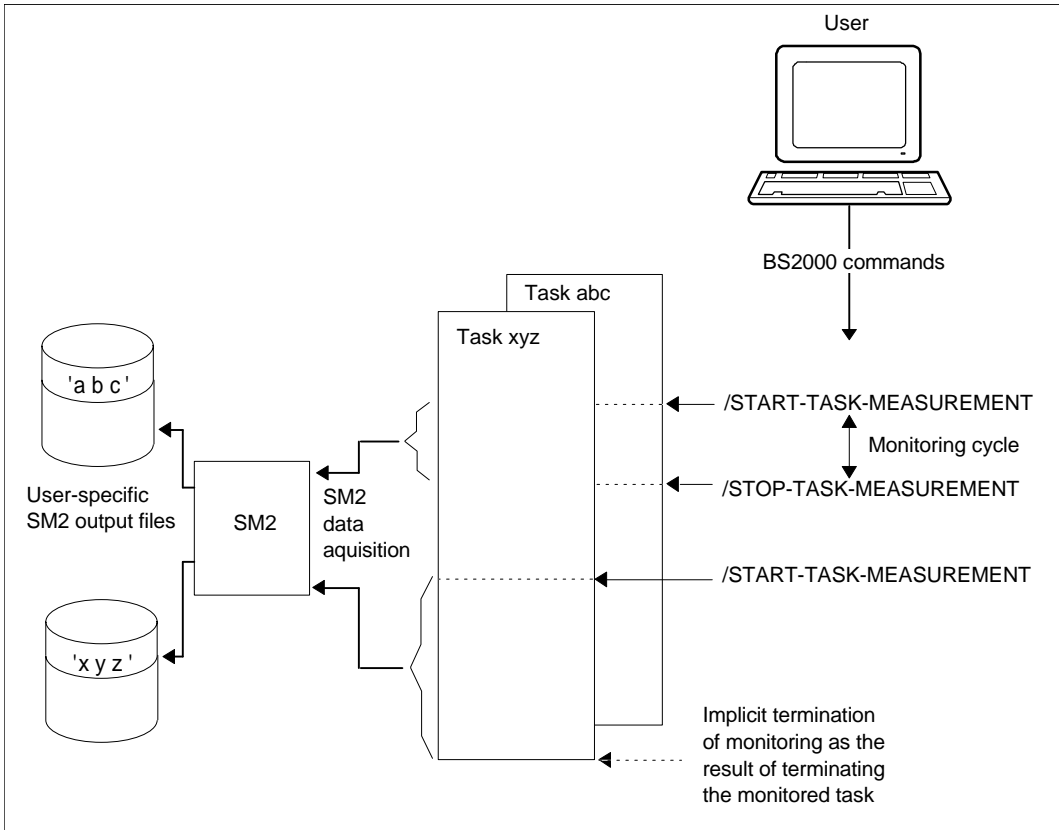 User
BS2000 commands
Task abc
Task xyz
'a b c'
/START-TASK-MEASUREMENT
Monitoring cycle
/STOP-TASK-MEASUREMENT
User-specific
SM2 output files
SM2
SM2
data
aquisition
/START-TASK-MEASUREMENT
'x y z'
Implicit termination
of monitoring as the
result of terminating
the monitored task